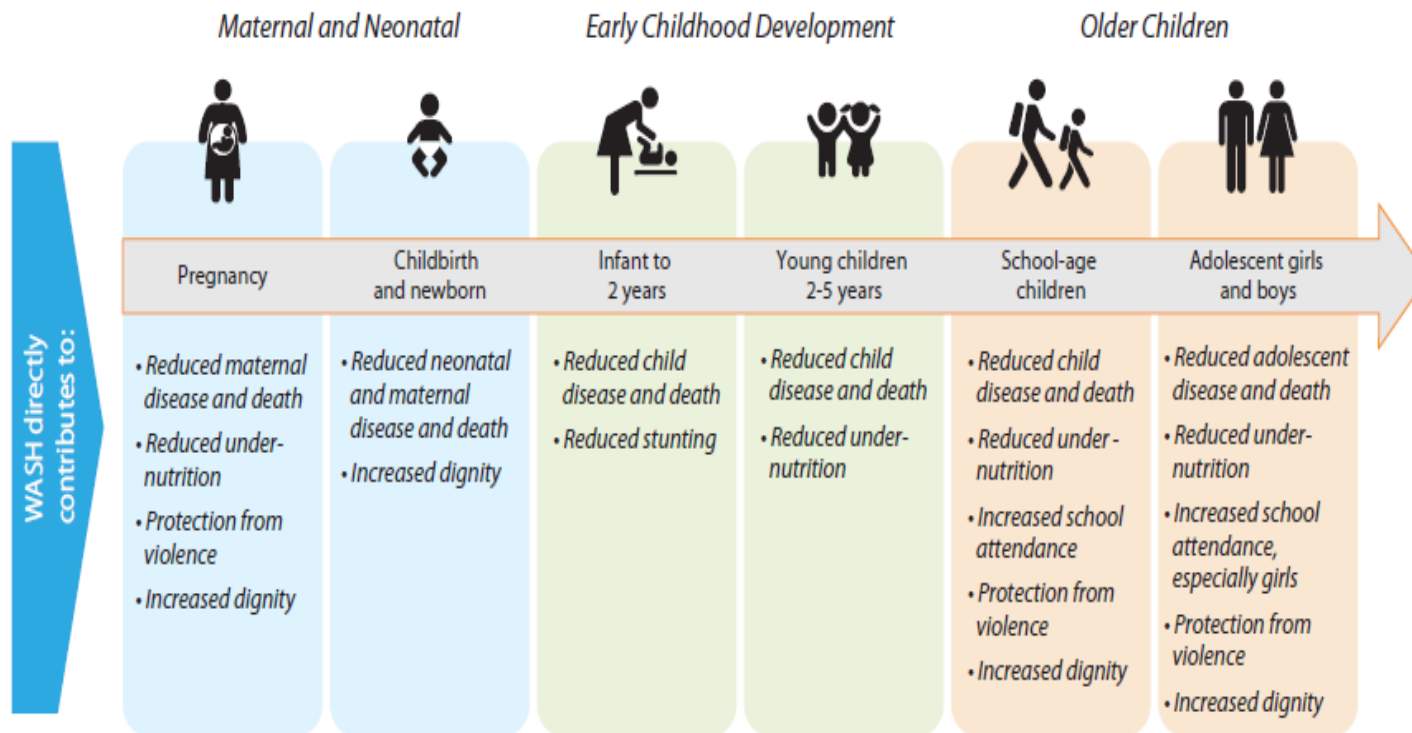 Maternal and Neonatal
Early Childhood Development
Older Children
WASH directly
contributes to:
Pregnancy
Childbirth
and newborn
Infant to
2 years
Young children
2-5 years
School-age
children
Adolescent girls
and boys
• Reduced maternal
disease and death
• Reduced under-
nutrition
• Protection from
violence
• Increased dignity
• Reduced neonatal
and maternal
disease and death
• Increased dignity
• Reduced child
disease and death
• Reduced stunting
• Reduced child
disease and death
• Reduced under-
nutrition
• Reduced child
disease and death
• Reduced under -
nutrition
• Increased school
attendance
• Protection from
violence
• Increased dignity
• Reduced adolescent
disease and death
• Reduced under-
nutrition
• Increased school
attendance,
especially girls
• Protection from
violence
• Increased dignity